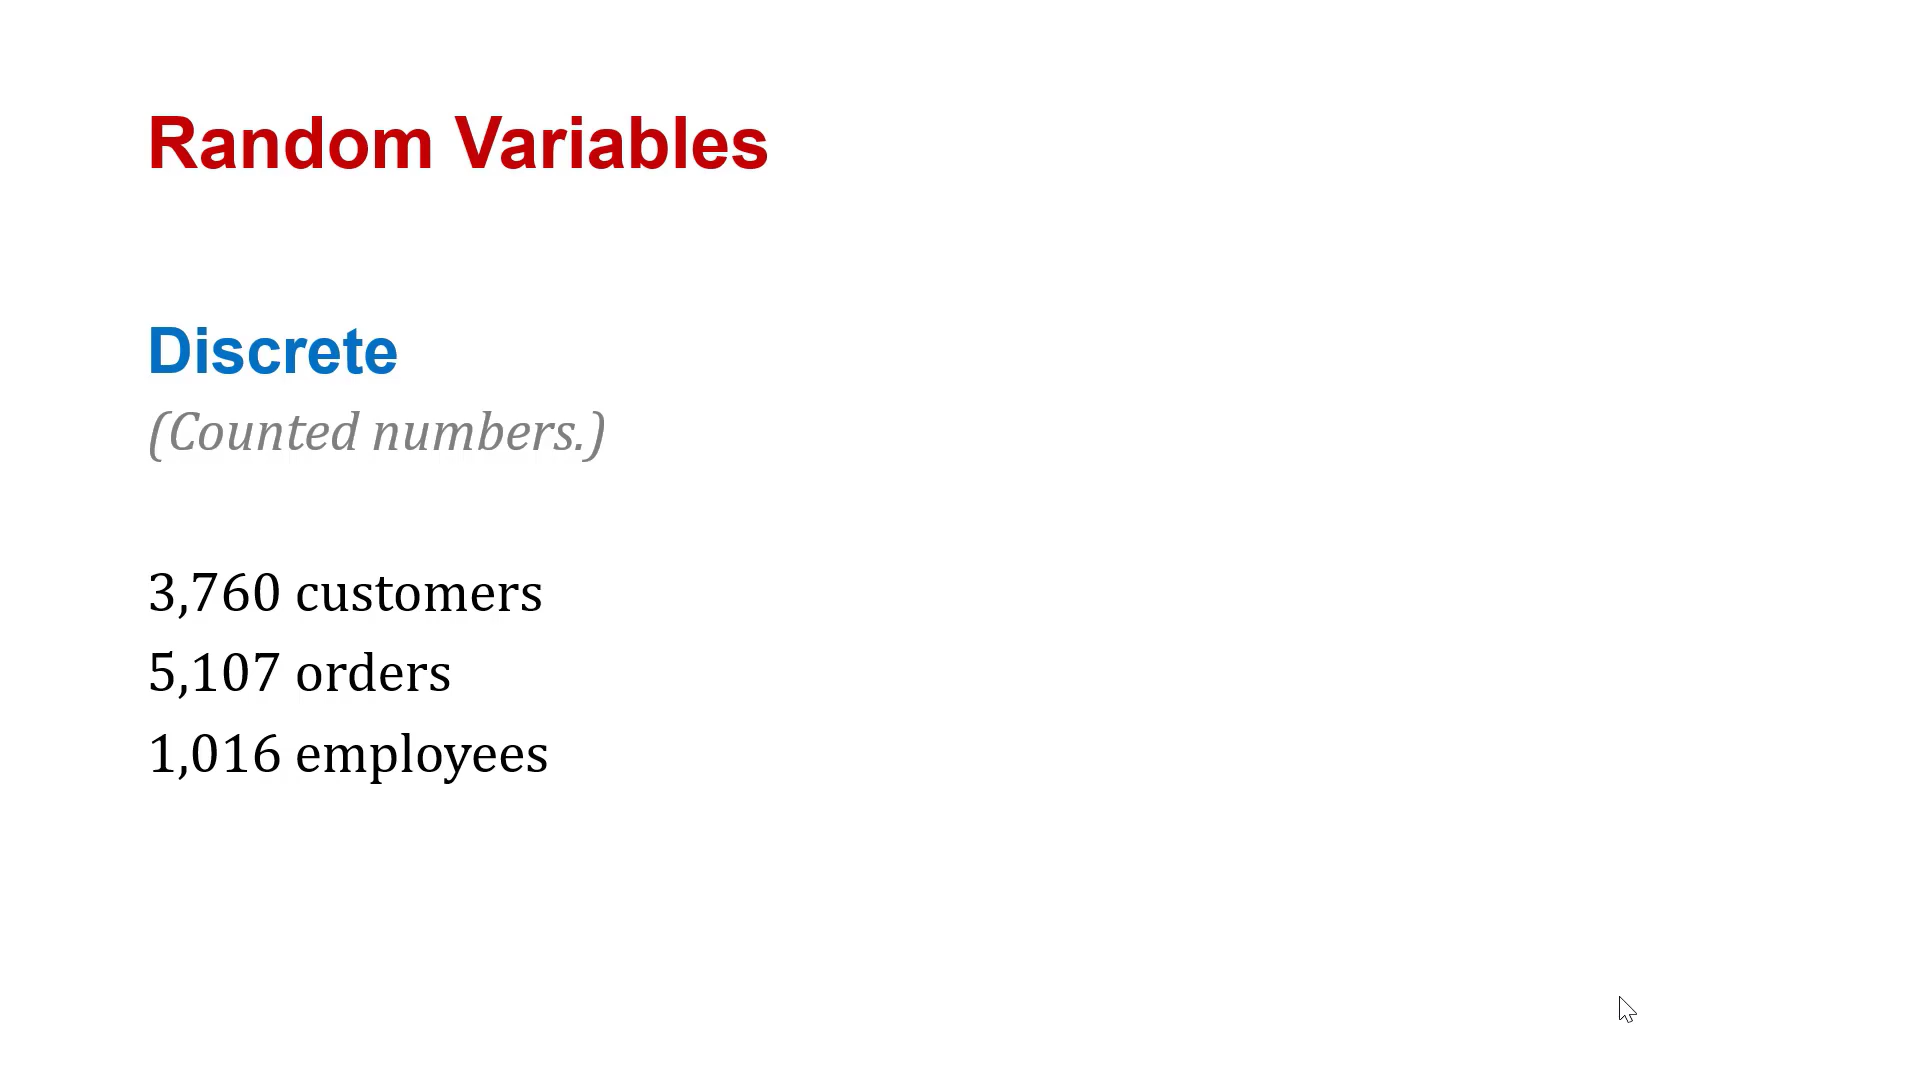 Random Variables
Discrete
(Counted numbers.)
3,760 customers
5,107 orders
1,016 employees